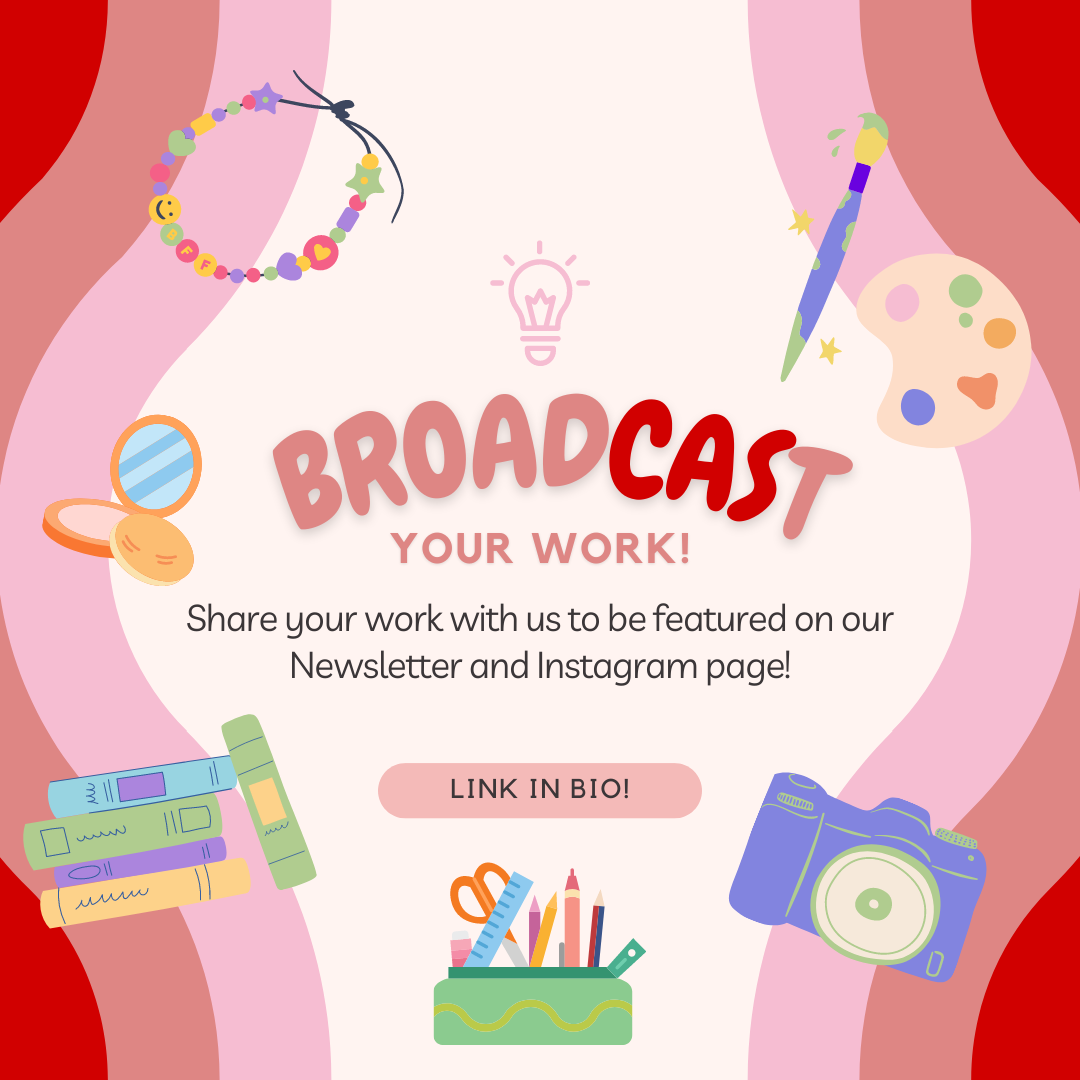 B
F
F
BROADCAST
YOUR WORK!
Share your work with us to be featured on our
Newsletter and Instagram page!
LINK IN BIO!